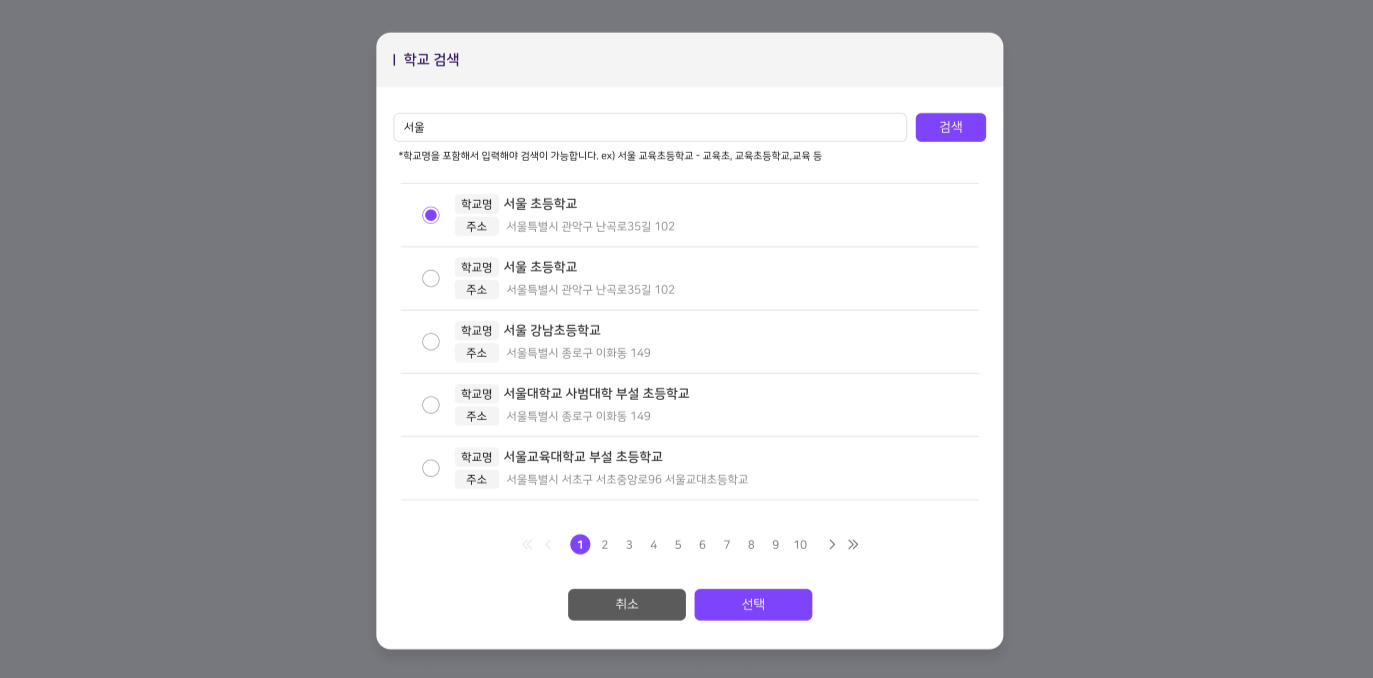 학교 검색
서울
검색
*학교명을 포함해서 입력해야 검색이 가능합니다. ex) 서울 교육초등학교 - 교육초, 교육초등학교,교육 등
학교명 서울 초등학교
주소 서울특별시 관악구 난곡로35길 102
학교명 서울 초등학교
주소 서울특별시 관악구 난곡로35길 102
학교명 서울 강남초등학교
주소 서울특별시 종로구 이화동 149
학교명 서울대학교 사범대학 부설 초등학교
주소 서울특별시 종로구 이화동 149
학교명 서울교육대학교 부설 초등학교
주소 서울특별시 서초구 서초중앙로96 서울교대초등학교
1 2 3 4 5 6 7 8 9 10
취소 선택